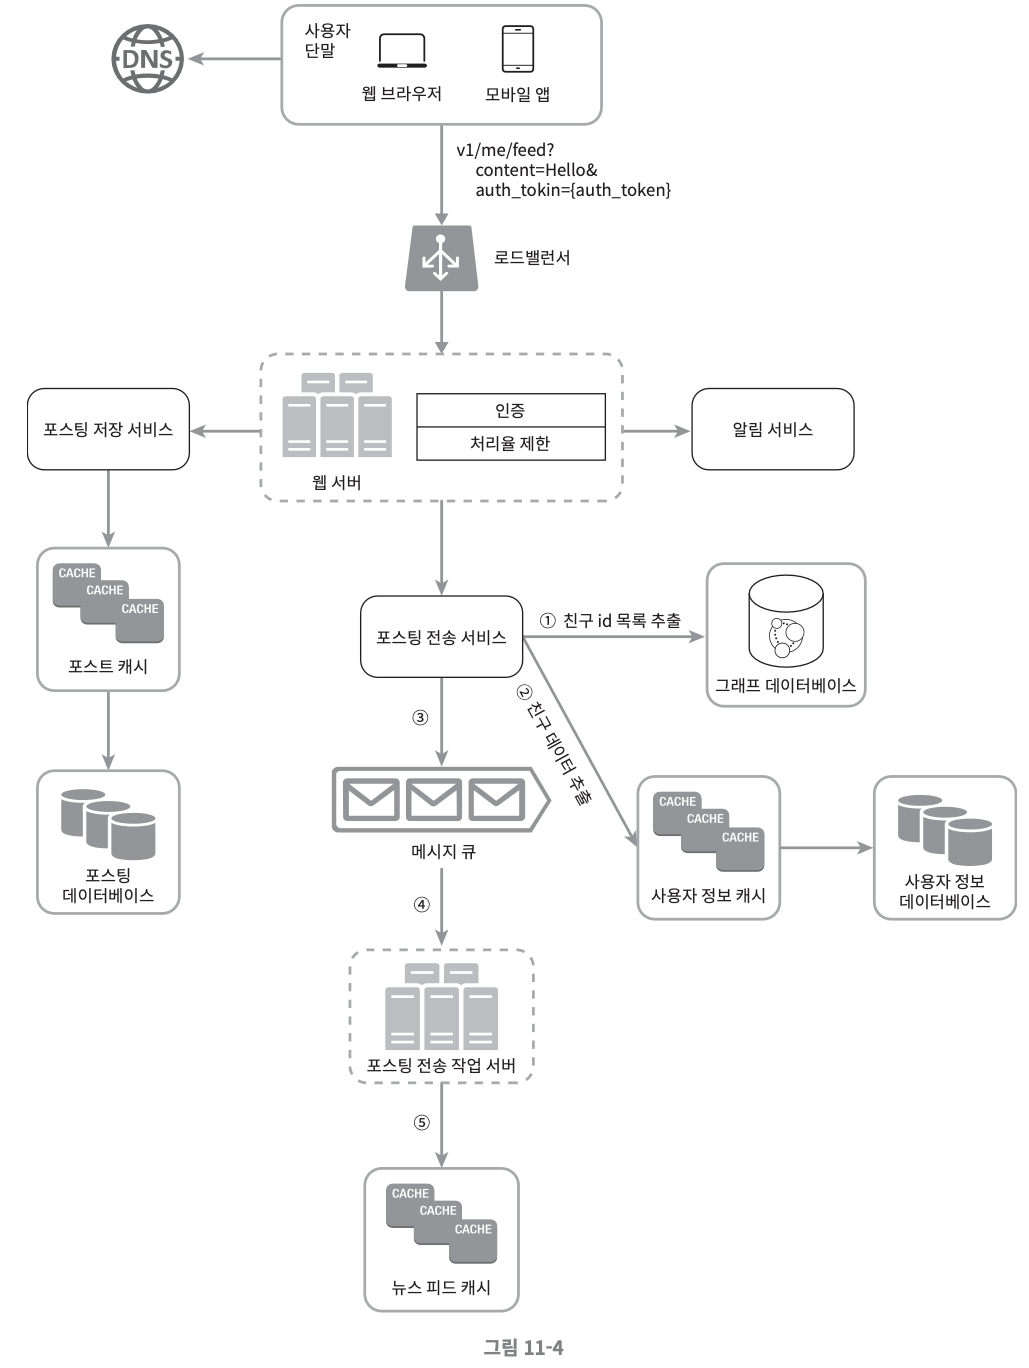 사용자
단말
DNS
웹 브라우저
모바일 앱
v1/me/feed?
content=Hello&
auth_tokin={auth_token}
로드밸런서
포스팅 저장 서비스
인증
처리율 제한
웹 서버
알림 서비스
CACHE
CACHE
CACHE
포스트 캐시
포스팅 전송 서비스
① 친구 id 목록 추출
그래프 데이터베이스
② 친구 데이터 추출
③
포스팅
데이터베이스
메시지 큐
CACHE
CACHE
CACHE
사용자 정보 캐시
사용자 정보
데이터베이스
④
포스팅 전송 작업 서버
⑤
CACHE
CACHE
CACHE
뉴스 피드 캐시
그림 11-4